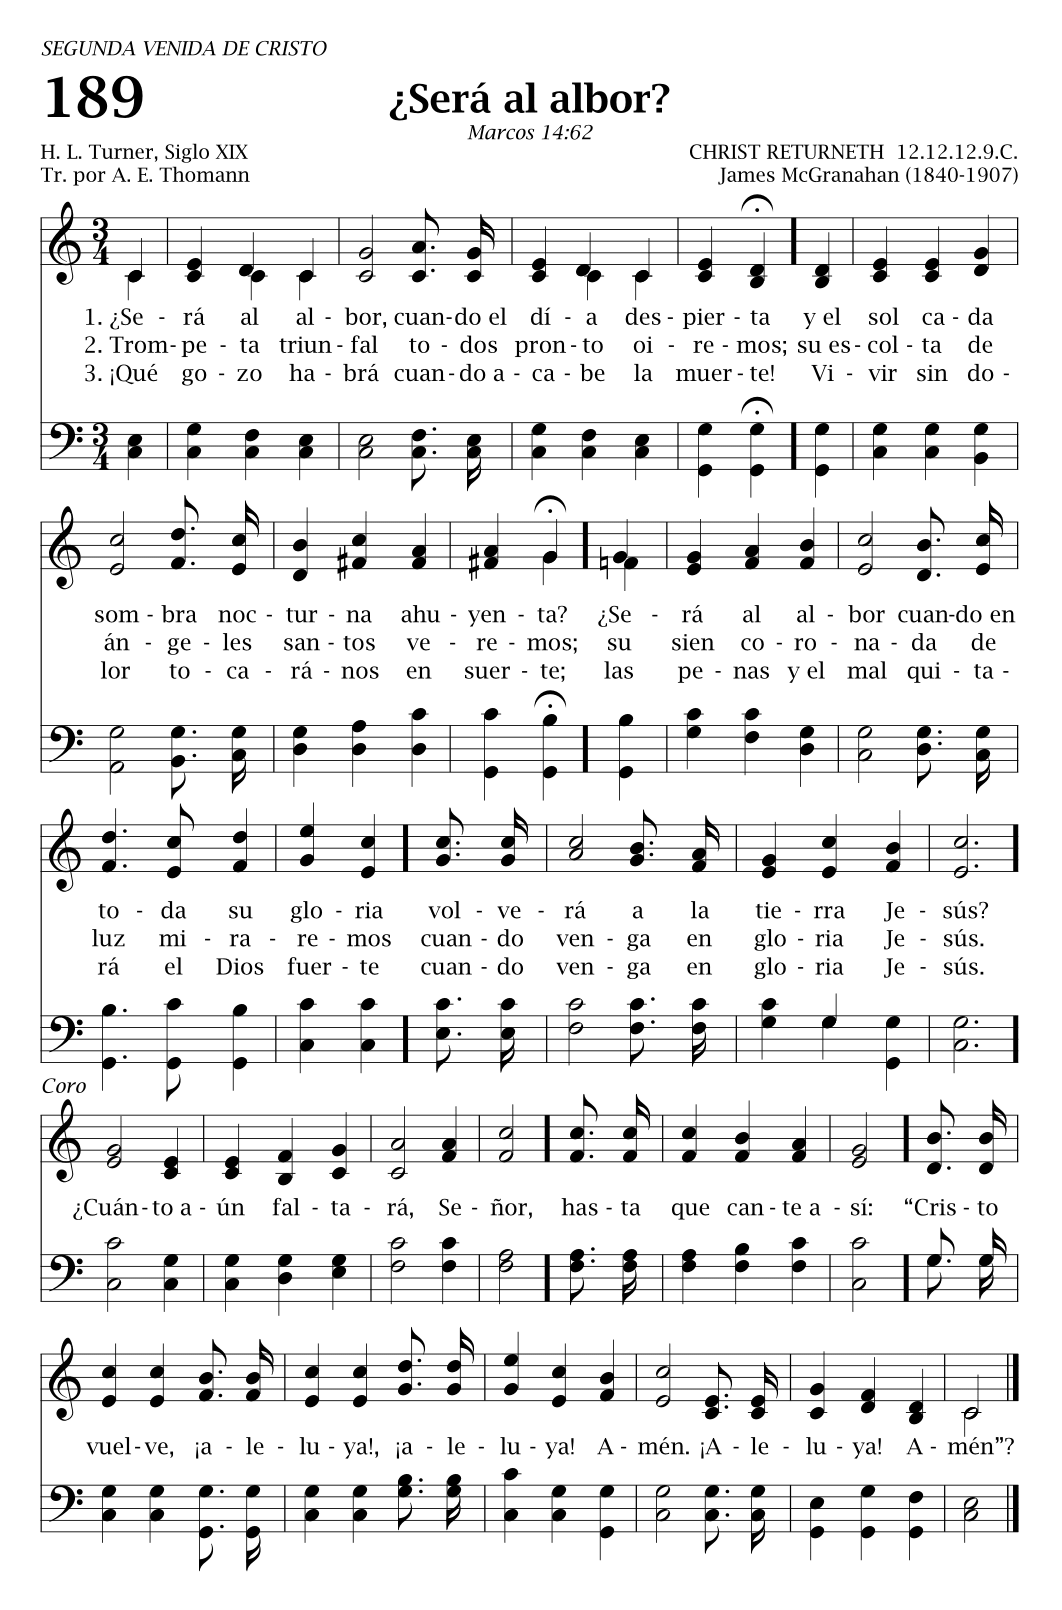 SEGUNDA VENIDA DE CRISTO
189
¿Será al albor?
Marcos 14:62
H. L. Turner, Siglo XIX
CHRIST RETURNETH 12.12.12.9.C.
Tr. por A. E. Thomann
James McGranahan (1840-1907)
3
4
1. ¿Se - rá al al - bor, cuan-do el dí - a des - pier - ta y el sol ca - da
2. Trom- pe - ta triun - fal to - dos pron - to oi - re - mos; su es - col - ta de
3. ¡Qué go - zo ha - brá cuan - do a - ca - be la muer - te! Vi - vir sin do -
3
4
som - bra noc - tur - na ahu - yen - ta? ¿Se - rá al al - bor cuan-do en
án - ge - les san - tos ve - re - mos; su sien co - ro - na - da de
lor to - ca - rá - nos en suer - te; las pe - nas y el mal qui - ta -
to - da su glo - ria vol - ve - rá a la tie - rra Je - sús?
luz mi - ra - re - mos cuan - do ven - ga en glo - ria Je - sús.
rá el Dios fuer - te cuan - do ven - ga en glo - ria Je - sús.
Coro
¿Cuán - to a - ún fal - ta - rá, Se - ñor, has - ta que can - te a - sí: “Cris - to
vuel - ve, ¡a - le - lu - ya!, ¡a - le - lu - ya! A - mén. ¡A - le - lu - ya! A - mén”?